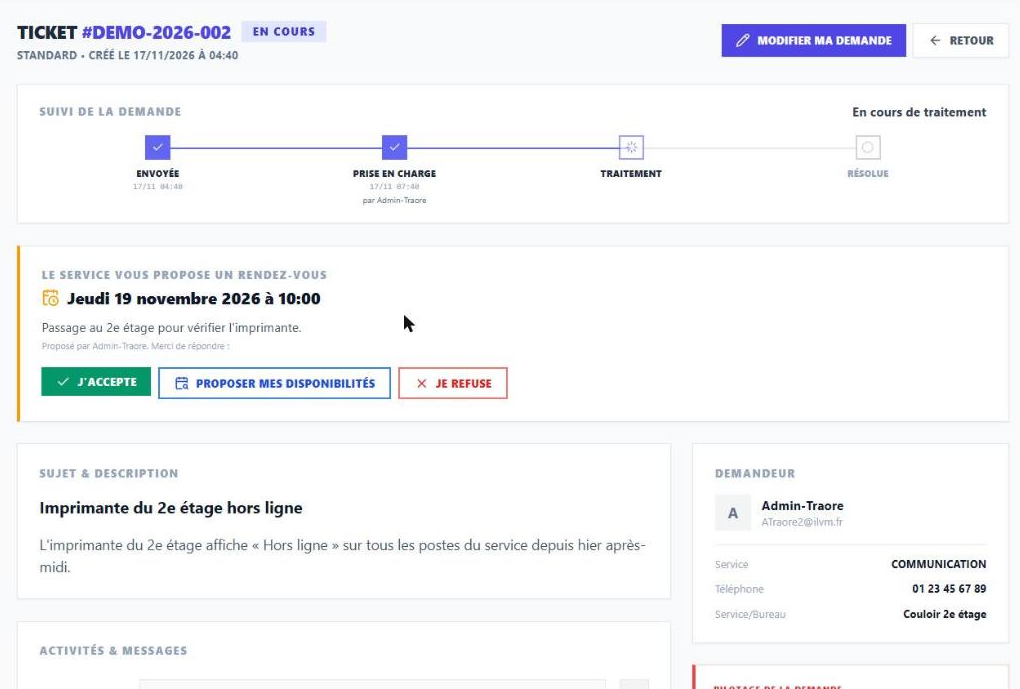 TICKET #DEMO-2026-002 EN COURS
STANDARD • CRÉÉ LE 17/11/2026 À 04:40
MODIFIER MA DEMANDE
RETOUR
SUIVI DE LA DEMANDE
En cours de traitement
ENVOYÉE
17/11 04:40
PRISE EN CHARGE
17/11 07:40
par Admin-Traore
TRAITEMENT
RÉSOLUE
LE SERVICE VOUS PROPOSE UN RENDEZ-VOUS
Jeudi 19 novembre 2026 à 10:00
Passage au 2e étage pour vérifier l'imprimante.
Proposé par Admin-Traore. Merci de répondre :
J'ACCEPTE
PROPOSER MES DISPONIBILITÉS
JE REFUSE
SUJET & DESCRIPTION
Imprimante du 2e étage hors ligne
L'imprimante du 2e étage affiche « Hors ligne » sur tous les postes du service depuis hier après-
midi.
DEMANDEUR
A
Admin-Traore
ATraore2@ilvm.fr
Service COMMUNICATION
Téléphone 01 23 45 67 89
Service/Bureau Couloir 2e étage
ACTIVITÉS & MESSAGES
PILOTAGE DE LA DEMANDE